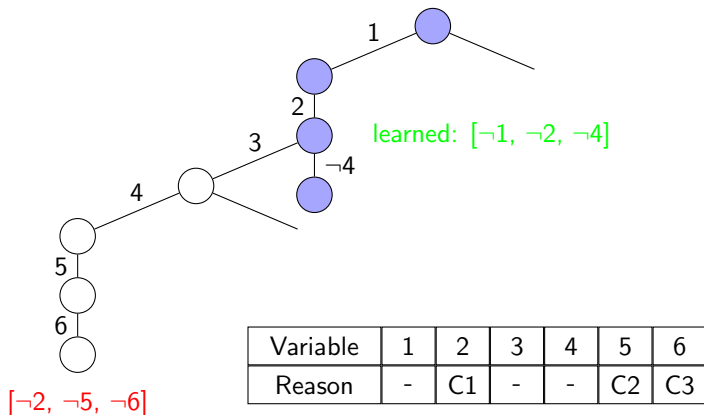 1
2
learned: [¬1, ¬2, ¬4]
3
¬4
4
5
6
[¬2, ¬5, ¬6]
Variable 1 2 3 4 5 6
Reason - C1 - - C2 C3